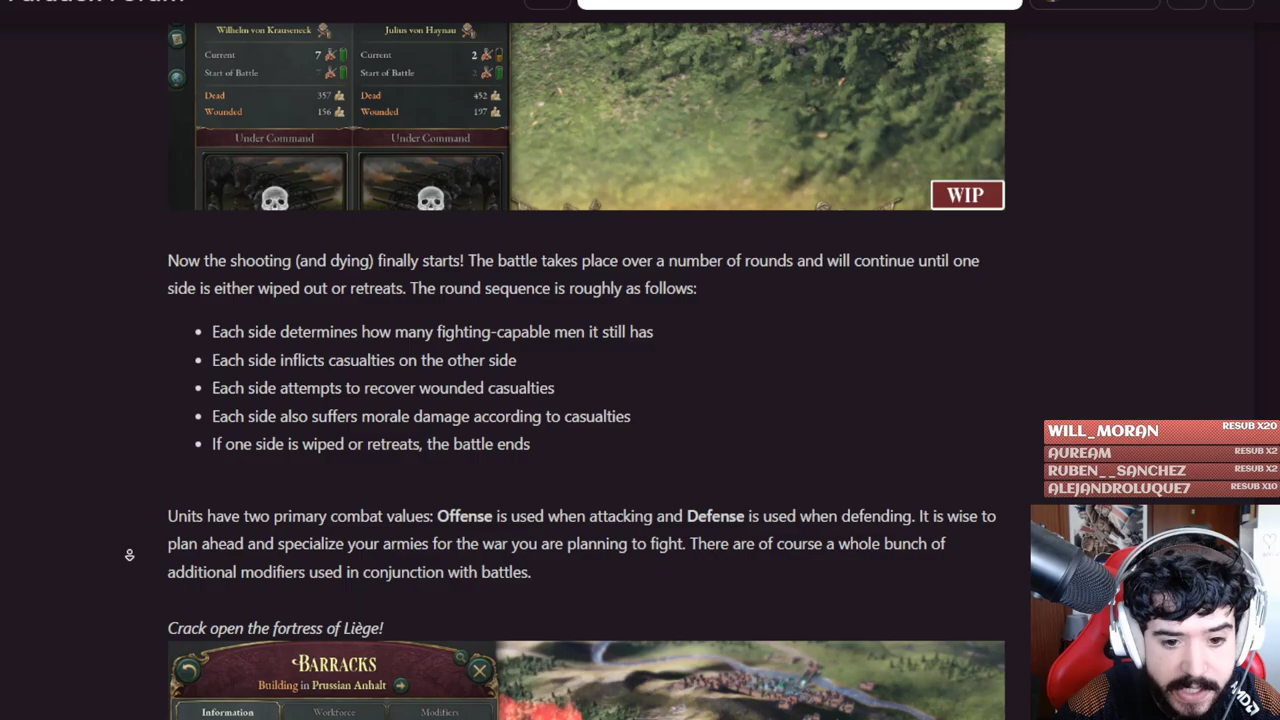 Wilhelm von Krauseneck
Julius von Haynau
Current 7
Current 2
Start of Battle 7
Start of Battle
Dead 357
Dead 452
Wounded 156
Wounded 197
Under Command
Under Command
WIP
Now the shooting (and dying) finally starts! The battle takes place over a number of rounds and will continue until one
side is either wiped out or retreats. The round sequence is roughly as follows:
• Each side determines how many fighting-capable men it still has
• Each side inflicts casualties on the other side
• Each side attempts to recover wounded casualties
• Each side also suffers morale damage according to casualties
• If one side is wiped or retreats, the battle ends
WILL_MORAN RESUB X20
AUREAM RESUB X2
RUBEN__SANCHEZ RESUB X2
ALEJANDROLUQUE7 RESUB X10
Units have two primary combat values: Offense is used when attacking and Defense is used when defending. It is wise to
plan ahead and specialize your armies for the war you are planning to fight. There are of course a whole bunch of
additional modifiers used in conjunction with battles.
Crack open the fortress of Liège!
BARRACKS
Building in Prussian Anhalt
Information
Workforce
Modifiers
AMD